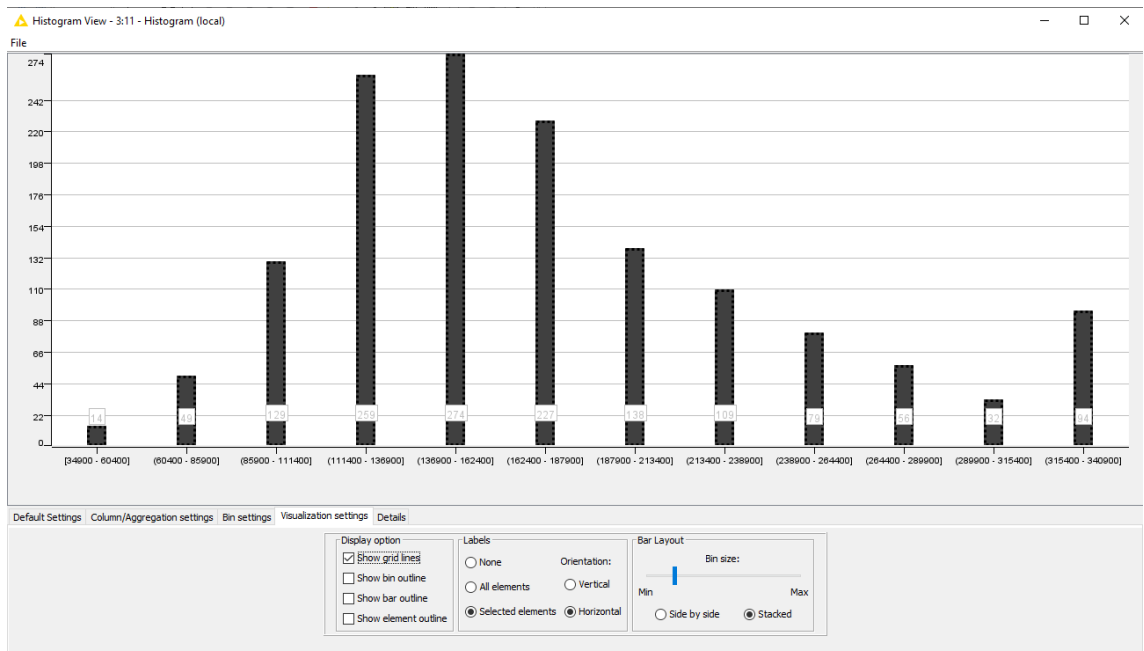 Histogram View - 3:11 - Histogram (local)
File
274
242
220
198
176
154
132
110
88
66
44
22
0
14 49 129 259 274 227 138 109 79 56 32 94
[34900 - 60400] (60400 - 85900] (85900 - 111400] (111400 - 136900] (136900 - 162400] (162400 - 187900] (187900 - 213400] (213400 - 238900] (238900 - 264400] (264400 - 289900] (289900 - 315400] (315400 - 340900]
Default Settings Column/Aggregation settings Bin settings Visualization settings Details
Display option Labels Bar Layout
Show grid lines None Orientation: Bin size:
Show bin outline All elements Vertical
Show bar outline Selected elements Horizontal Min Max
Show element outline Side by side Stacked